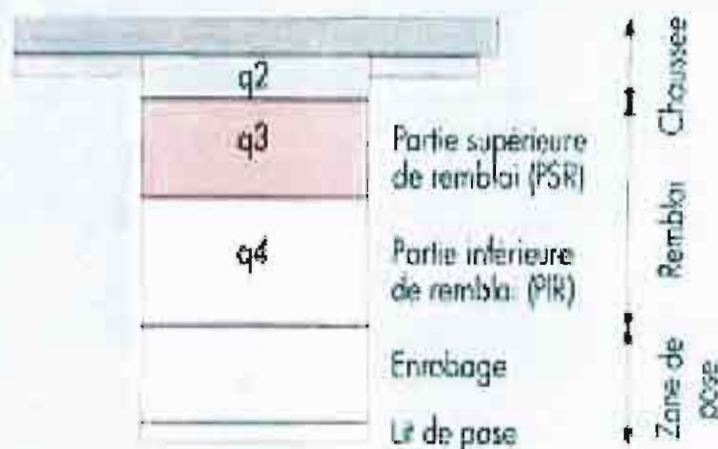 q2
q3
Partie supérieure
de remblai (PSR)
q4
Partie inférieure
de remblai (PIR)
Enrobage
Lit de pose
Chaussée
Remblai
Zone de
pose